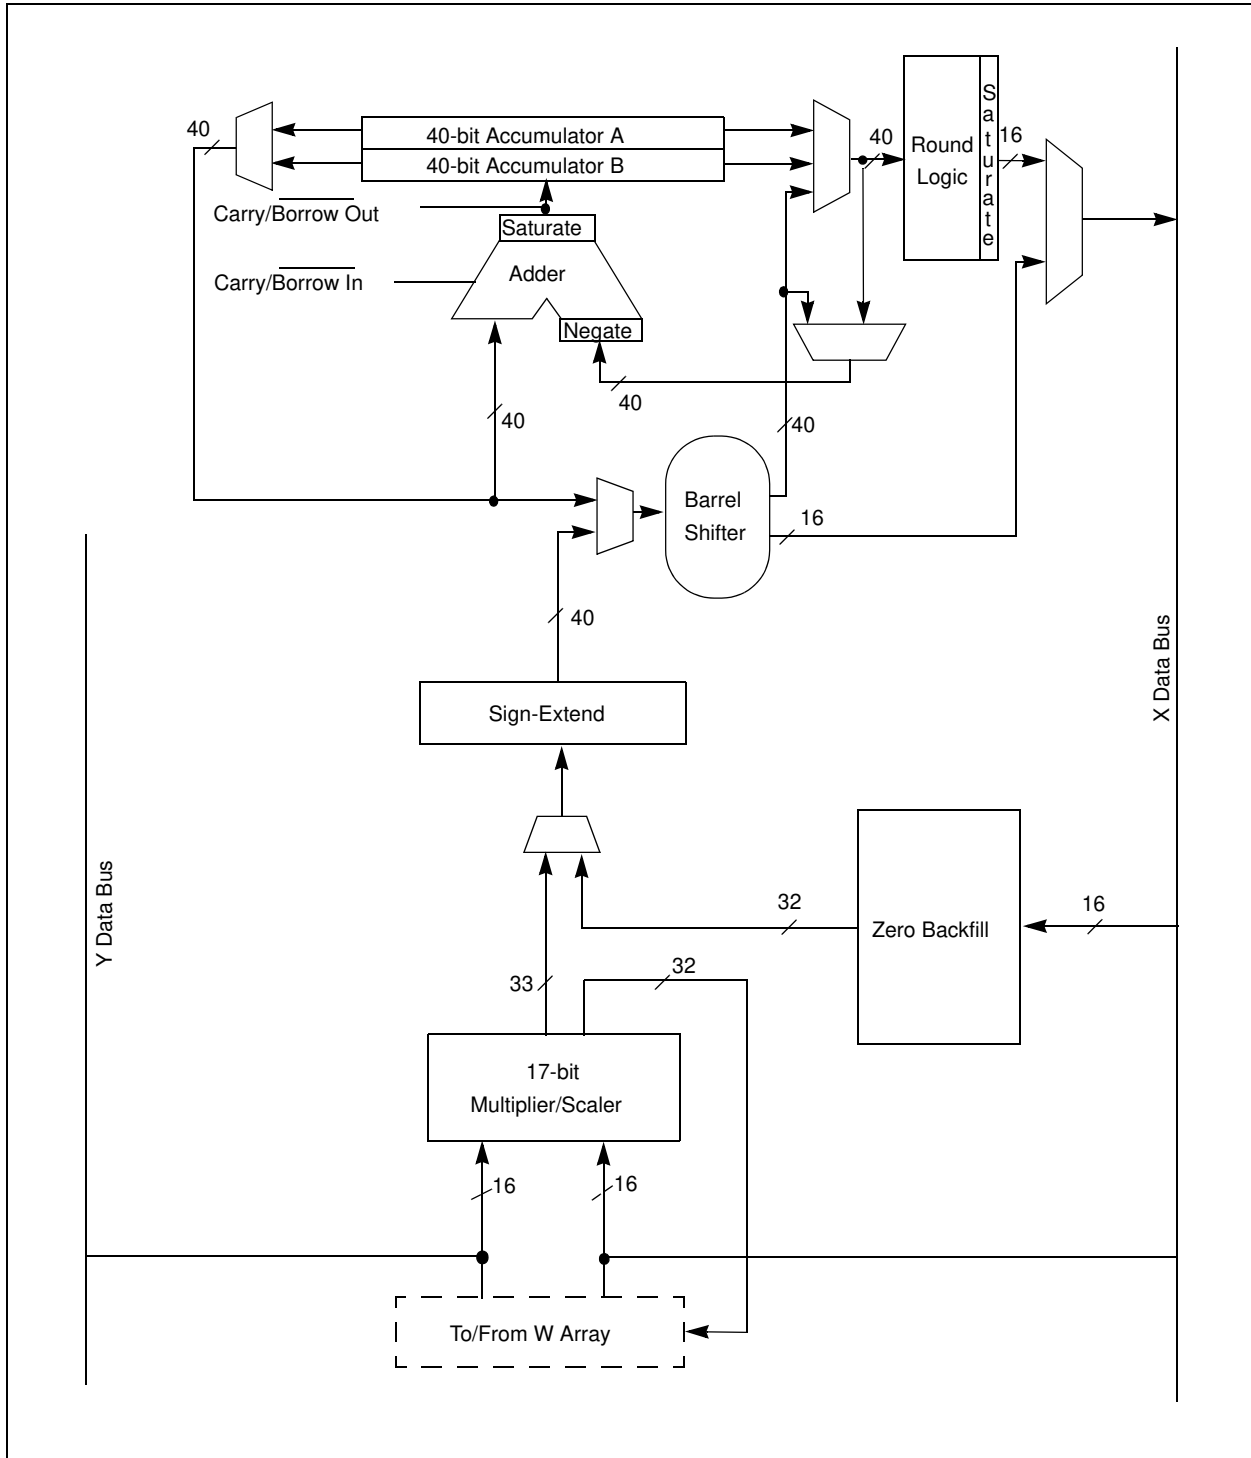 40
40-bit Accumulator A
40-bit Accumulator B
Carry/Borrow Out
Saturate
Carry/Borrow In
Adder
Negate
40
Round
Logic
Saturate
16
40
40
40
Barrel
Shifter
16
40
Sign-Extend
X Data Bus
Y Data Bus
32
Zero Backfill
16
33
32
17-bit
Multiplier/Scaler
16
16
To/From W Array